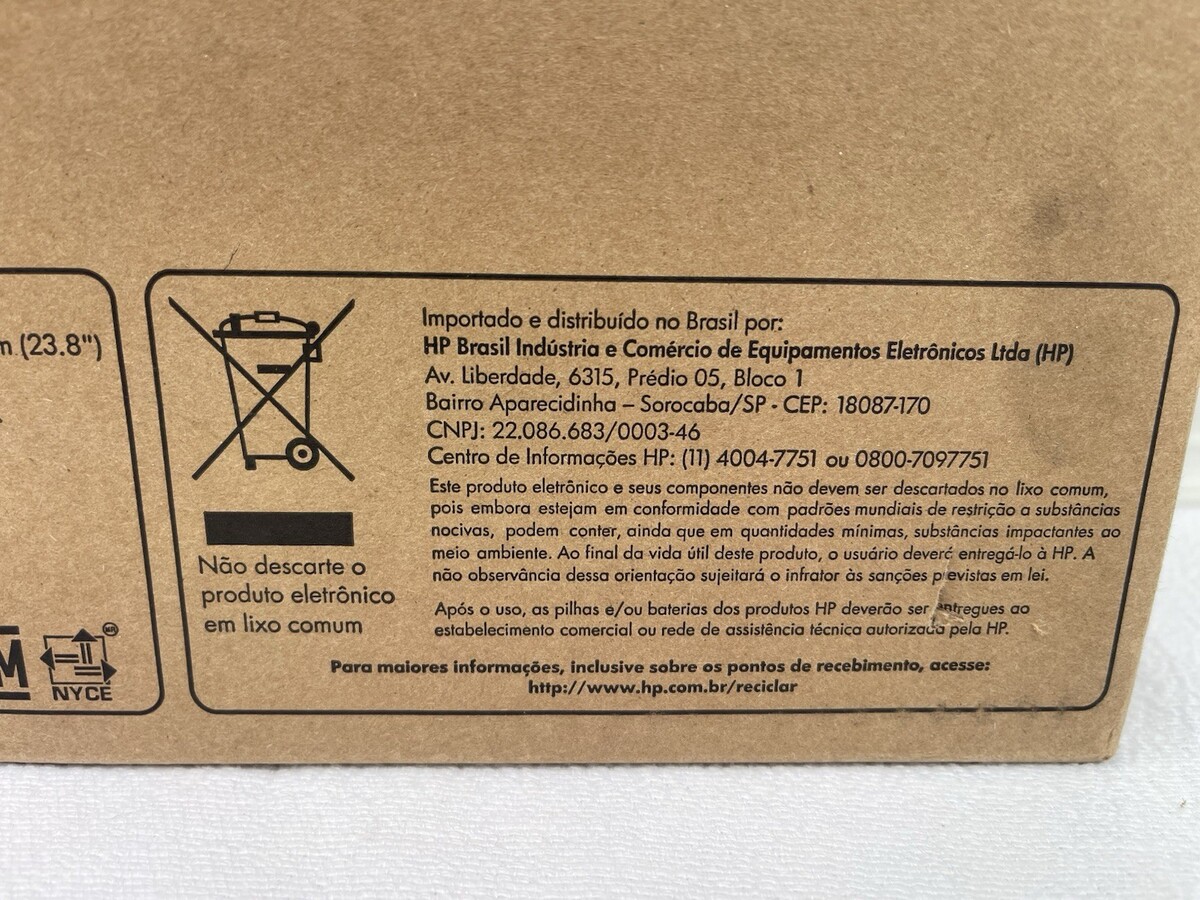 (23.8")
NYCE
Importado e distribuído no Brasil por:
HP Brasil Indústria e Comércio de Equipamentos Eletrônicos Ltda (HP)
Av. Liberdade, 6315, Prédio 05, Bloco 1
Bairro Aparecidinha – Sorocaba/SP - CEP: 18087-170
CNPJ: 22.086.683/0003-46
Centro de Informações HP: (11) 4004-7751 ou 0800-7097751
Este produto eletrônico e seus componentes não devem ser descartados no lixo comum,
pois embora estejam em conformidade com padrões mundiais de restrição a substâncias
nocivas, podem conter, ainda que em quantidades mínimas, substâncias impactantes ao
meio ambiente. Ao final da vida útil deste produto, o usuário deverá entregá-lo à HP. A
não observância dessa orientação sujeitará o infrator às sanções previstas em lei.
Após o uso, as pilhas e/ou baterias dos produtos HP deverão ser entregues ao
estabelecimento comercial ou rede de assistência técnica autorizada pela HP.
Não descarte o
produto eletrônico
em lixo comum
Para maiores informações, inclusive sobre os pontos de recebimento, acesse:
http://www.hp.com.br/reciclar